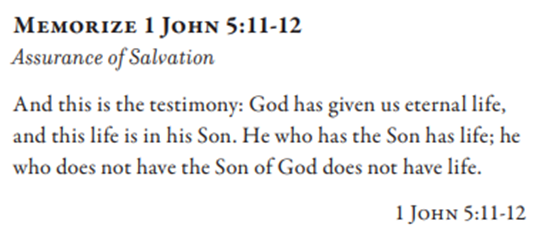 Memorize 1 John 5:11-12
Assurance of Salvation
And this is the testimony: God has given us eternal life,
and this life is in his Son. He who has the Son has life; he
who does not have the Son of God does not have life.
1 John 5:11-12